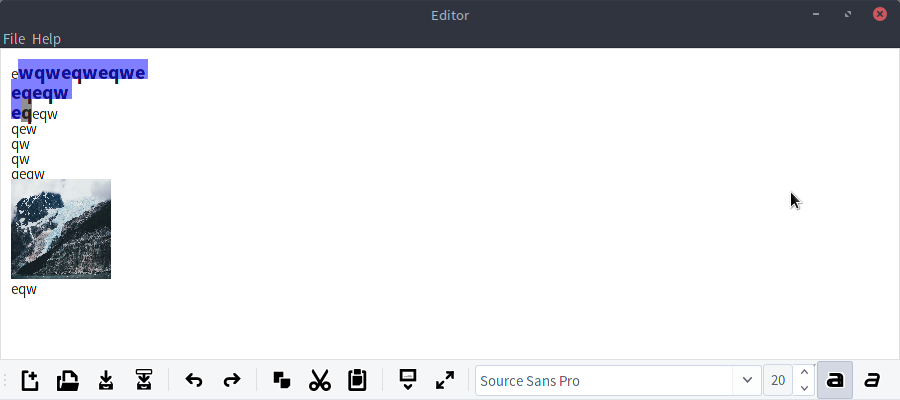 Editor
File Help
ewqweqweqwe
eqeqw
eqeqw
qew
qw
qw
qeqw
eqw
Source Sans Pro
20
a a